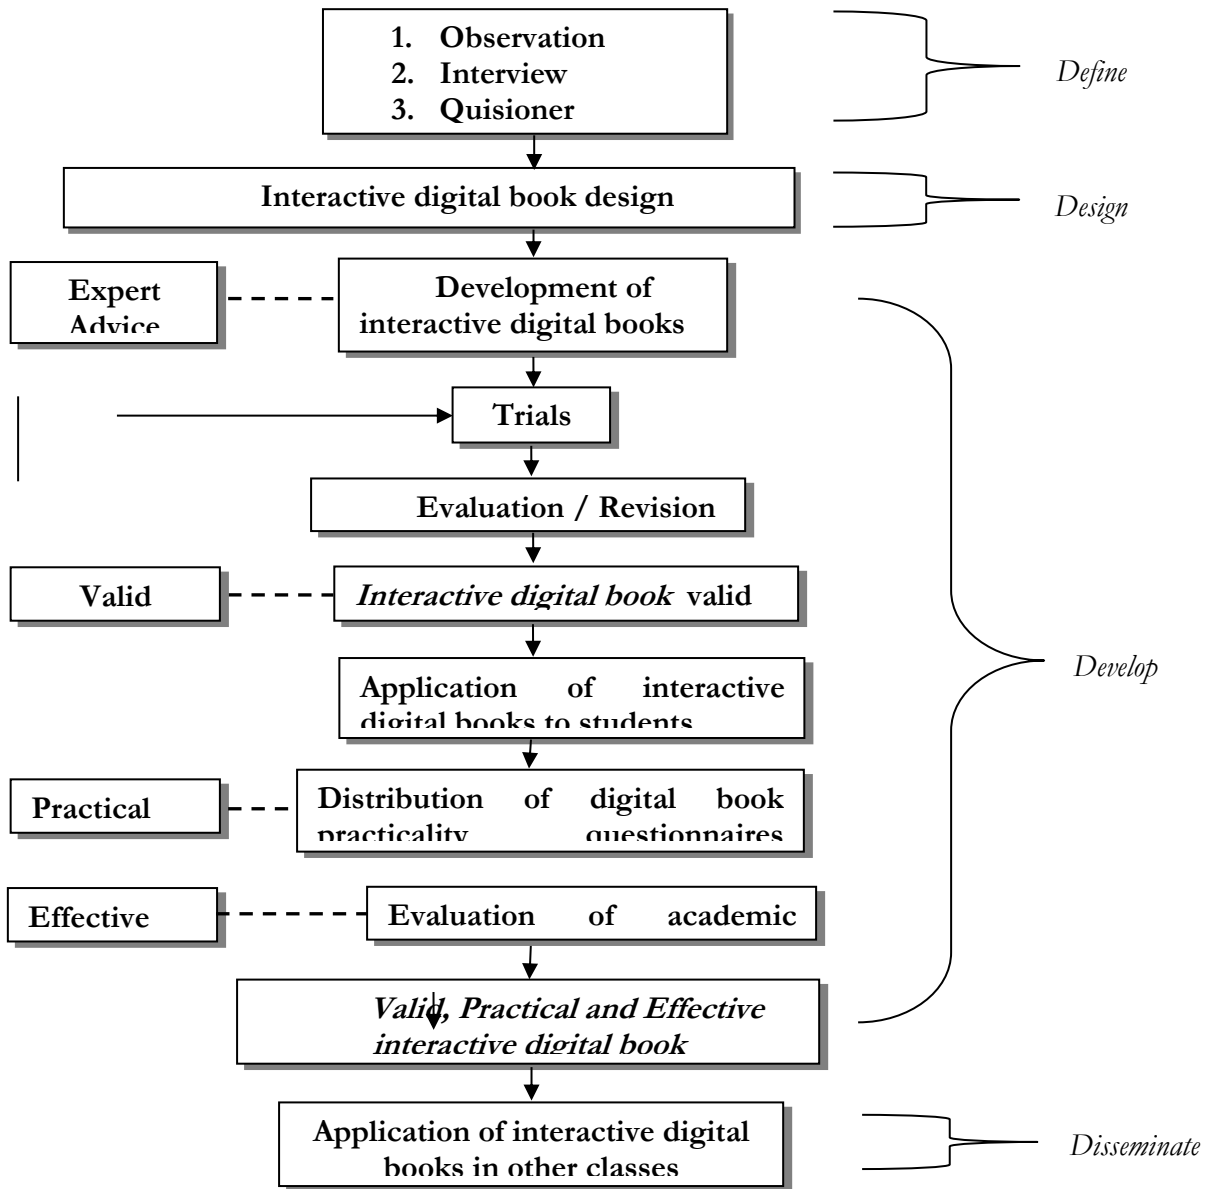 1. Observation
2. Interview
3. Quisioner
Define
Interactive digital book design
Design
Expert
Advice
Development of
interactive digital books
Trials
Evaluation / Revision
Valid
Interactive digital book valid
Develop
Application of interactive
digital books to students
Practical
Distribution of digital book
practicality questionnaires
Effective
Evaluation of academic
Valid, Practical and Effective
interactive digital book
Application of interactive digital
books in other classes
Disseminate